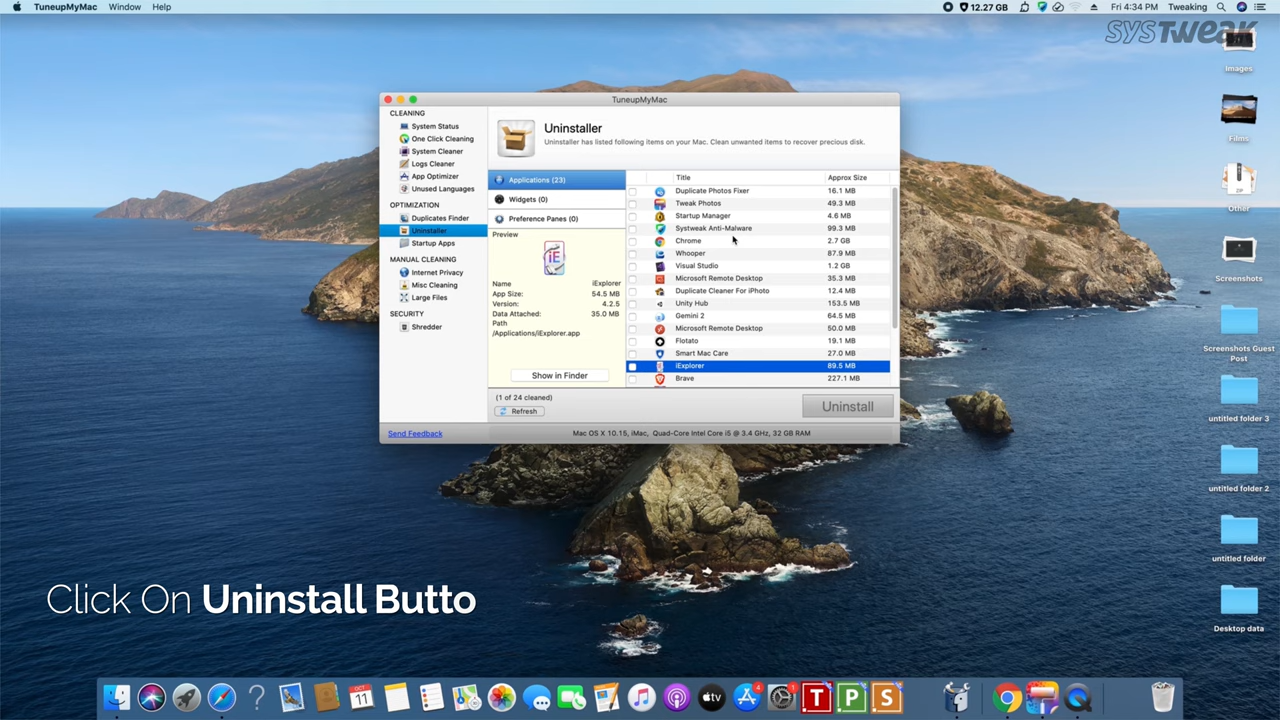 TuneupMyMac Window Help
12.27 GB Fri 4:34 PM Tweaking
SYSTweak
TuneupMyMac
CLEANING
System Status
One Click Cleaning
System Cleaner
Logs Cleaner
App Optimizer
Unused Languages
OPTIMIZATION
Duplicates Finder
Uninstaller
Startup Apps
MANUAL CLEANING
Internet Privacy
Misc Cleaning
Large Files
SECURITY
Shredder
Send Feedback
Uninstaller
Uninstaller has listed following items on your Mac. Clean unwanted items to recover precious disk.
Applications (23)
Widgets (0)
Preference Panes (0)
Preview
iE
Name iExplorer
App Size: 54.5 MB
Version: 4.2.5
Data Attached: 35.0 MB
Path
/Applications/iExplorer.app
Show in Finder
Title Approx Size
Duplicate Photos Fixer 16.1 MB
Tweak Photos 49.3 MB
Startup Manager 4.6 MB
Systweak Anti-Malware 99.3 MB
Chrome 2.7 GB
Whooper 87.9 MB
Visual Studio 1.2 GB
Microsoft Remote Desktop 35.3 MB
Duplicate Cleaner For iPhoto 12.4 MB
Unity Hub 153.5 MB
Gemini 2 64.5 MB
Microsoft Remote Desktop 50.0 MB
Flotato 19.1 MB
Smart Mac Care 27.0 MB
iExplorer 89.5 MB
Brave 227.1 MB
(1 of 24 cleaned)
Refresh
Uninstall
Mac OS X 10.15, iMac, Quad-Core Intel Core i5 @ 3.4 GHz, 32 GB RAM
Images
Films
ZIP
Other
Screenshots
Screenshots Guest
Post
untitled folder 3
untitled folder 2
untitled folder
Desktop data
Click On Uninstall Butto
OCT
11
tv
4
1
T
P
S